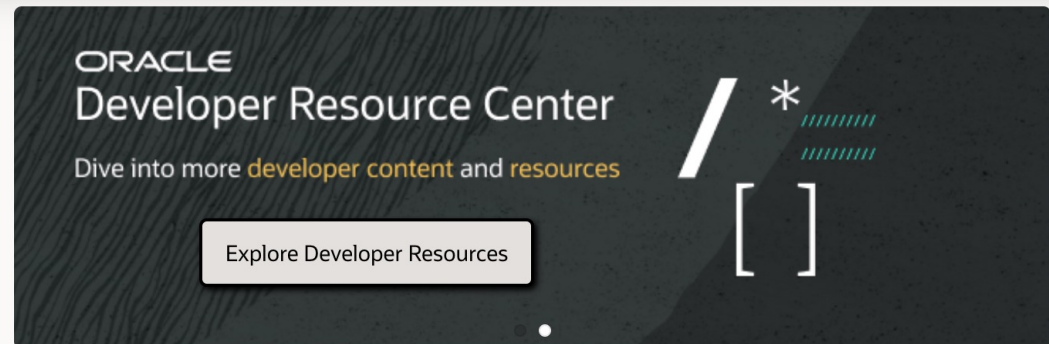 ORACLE
Developer Resource Center
Dive into more developer content and resources
Explore Developer Resources
/ *
//////////
//////////
[ ]